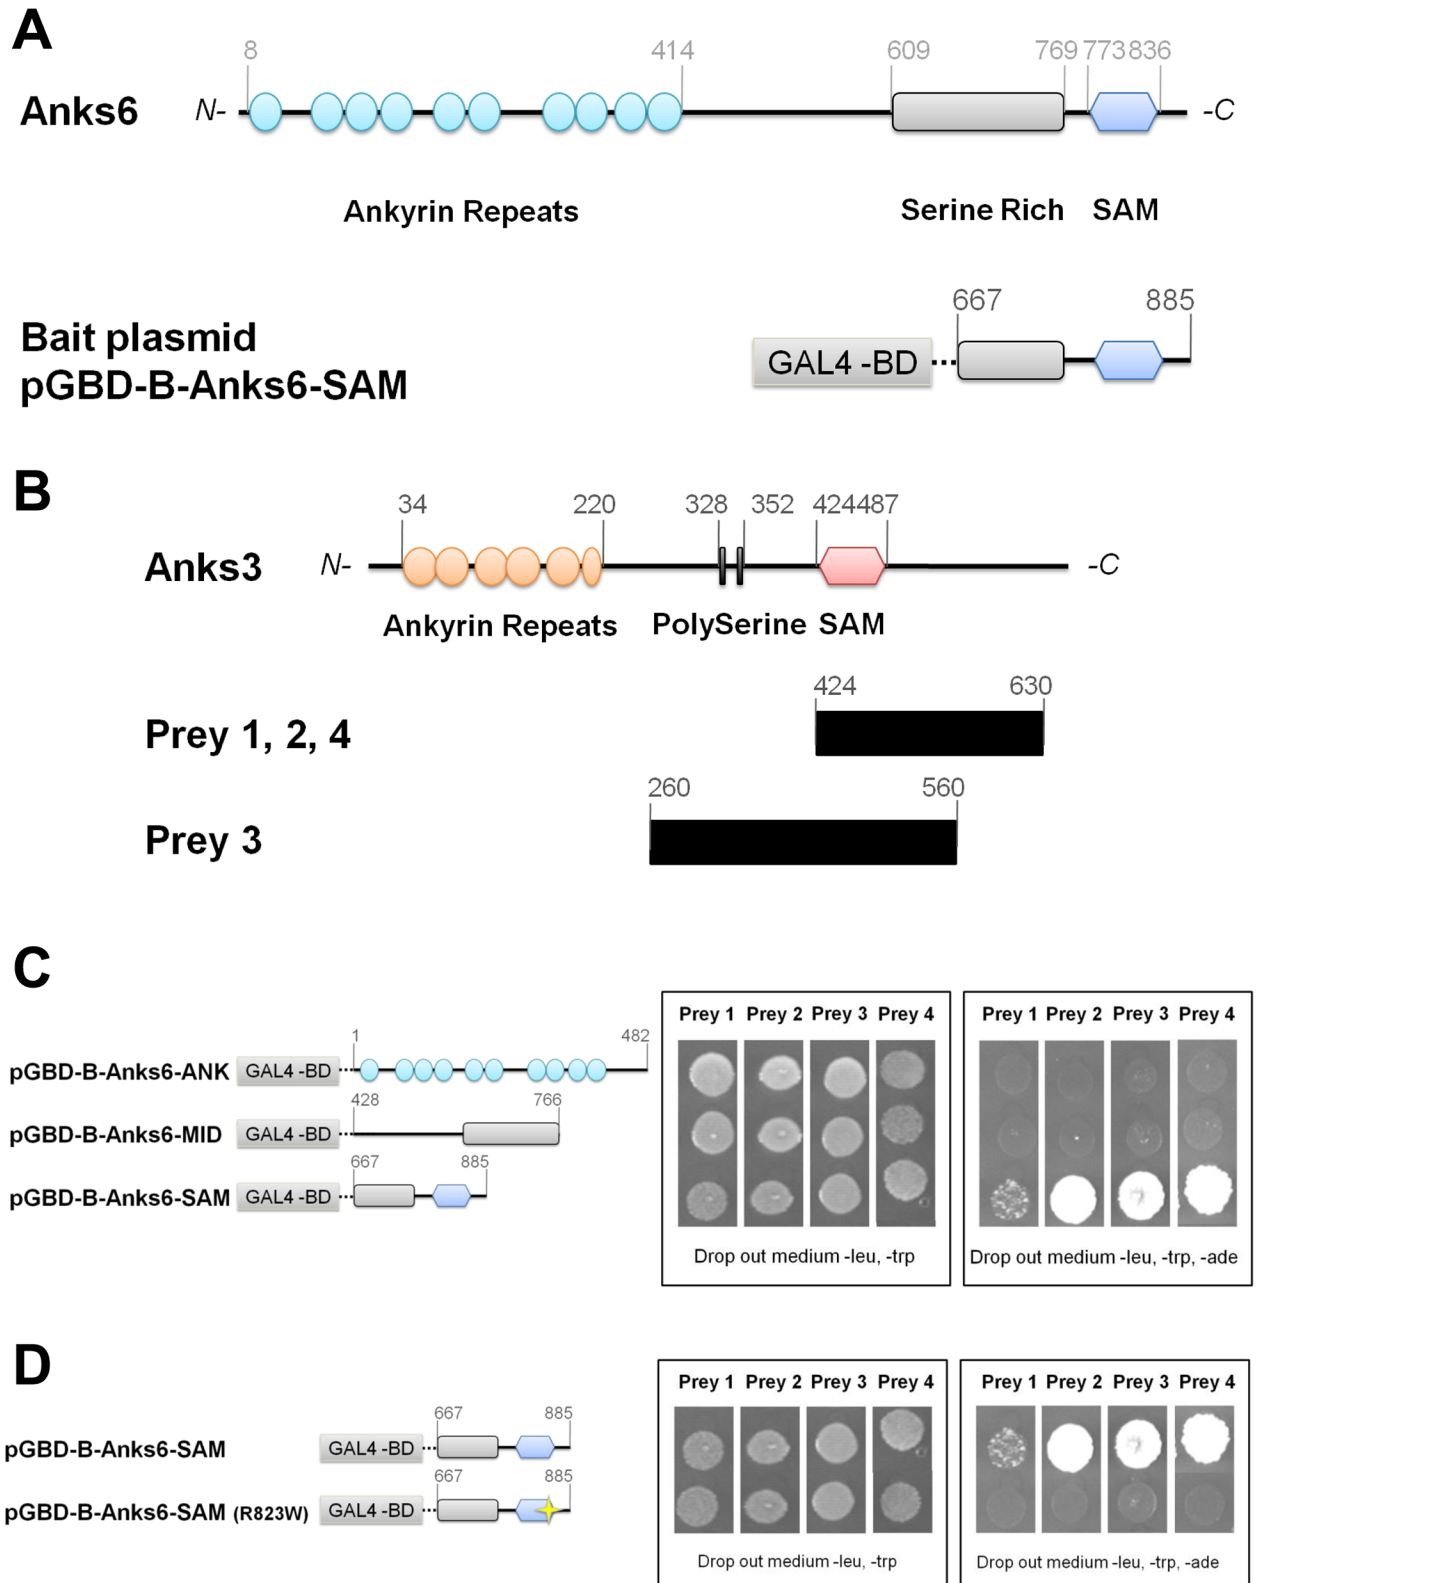 A
8 414 609 769 773 836
Anks6 N- -C
Ankyrin Repeats Serine Rich SAM
667 885
Bait plasmid
pGBD-B-Anks6-SAM
GAL4 -BD
B
34 220 328 352 424 487
Anks3 N- -C
Ankyrin Repeats PolySerine SAM
424 630
Prey 1, 2, 4
260 560
Prey 3
C
Prey 1 Prey 2 Prey 3 Prey 4 Prey 1 Prey 2 Prey 3 Prey 4
1 482
pGBD-B-Anks6-ANK GAL4 -BD
428 766
pGBD-B-Anks6-MID GAL4 -BD
667 885
pGBD-B-Anks6-SAM GAL4 -BD
Drop out medium -leu, -trp Drop out medium -leu, -trp, -ade
D
Prey 1 Prey 2 Prey 3 Prey 4 Prey 1 Prey 2 Prey 3 Prey 4
667 885
pGBD-B-Anks6-SAM GAL4 -BD
667 885
pGBD-B-Anks6-SAM (R823W) GAL4 -BD
Drop out medium -leu, -trp Drop out medium -leu, -trp, -ade